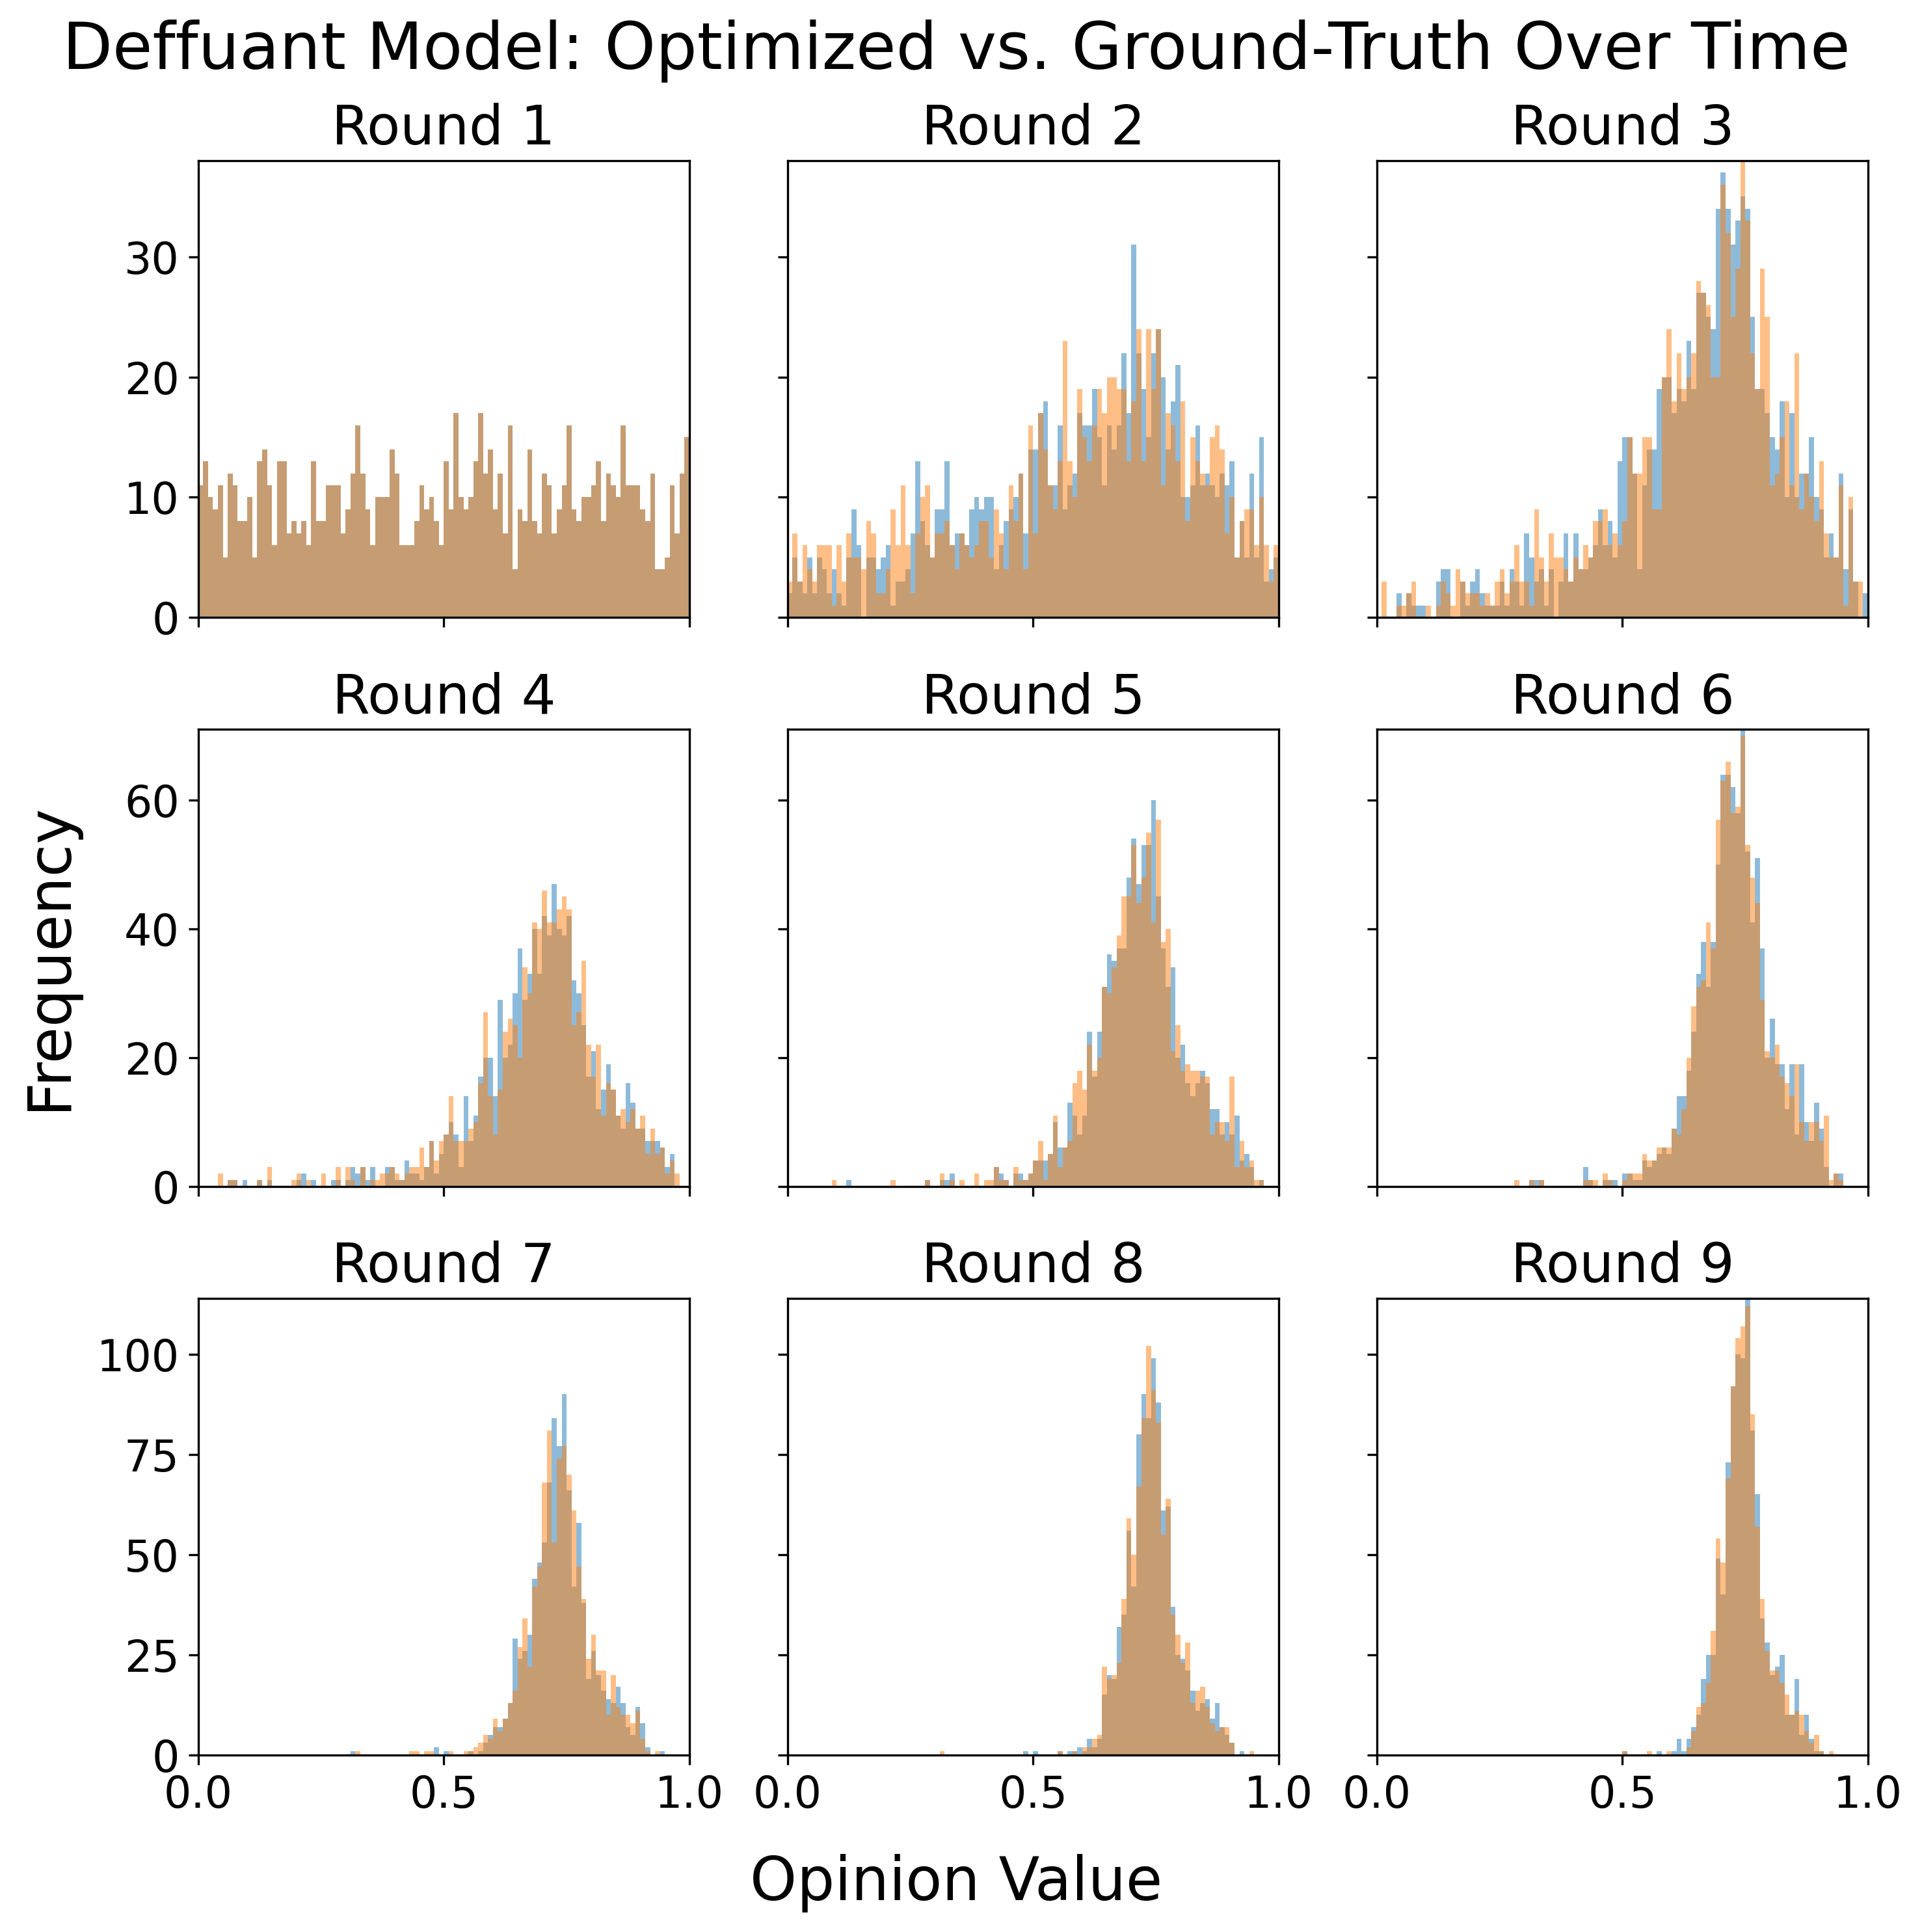 Deffuant Model: Optimized vs. Ground-Truth Over Time
Round 1
Round 2
Round 3
30
20
10
0
Round 4
Round 5
Round 6
Frequency
60
40
20
0
Round 7
Round 8
Round 9
100
75
50
25
0
0.0 0.5 1.0 0.0 0.5 1.0 0.0 0.5 1.0
Opinion Value